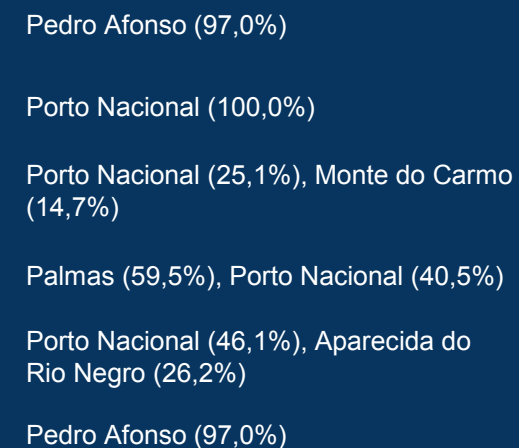 Pedro Afonso (97,0%)
Porto Nacional (100,0%)
Porto Nacional (25,1%), Monte do Carmo
(14,7%)
Palmas (59,5%), Porto Nacional (40,5%)
Porto Nacional (46,1%), Aparecida do
Rio Negro (26,2%)
Pedro Afonso (97,0%)